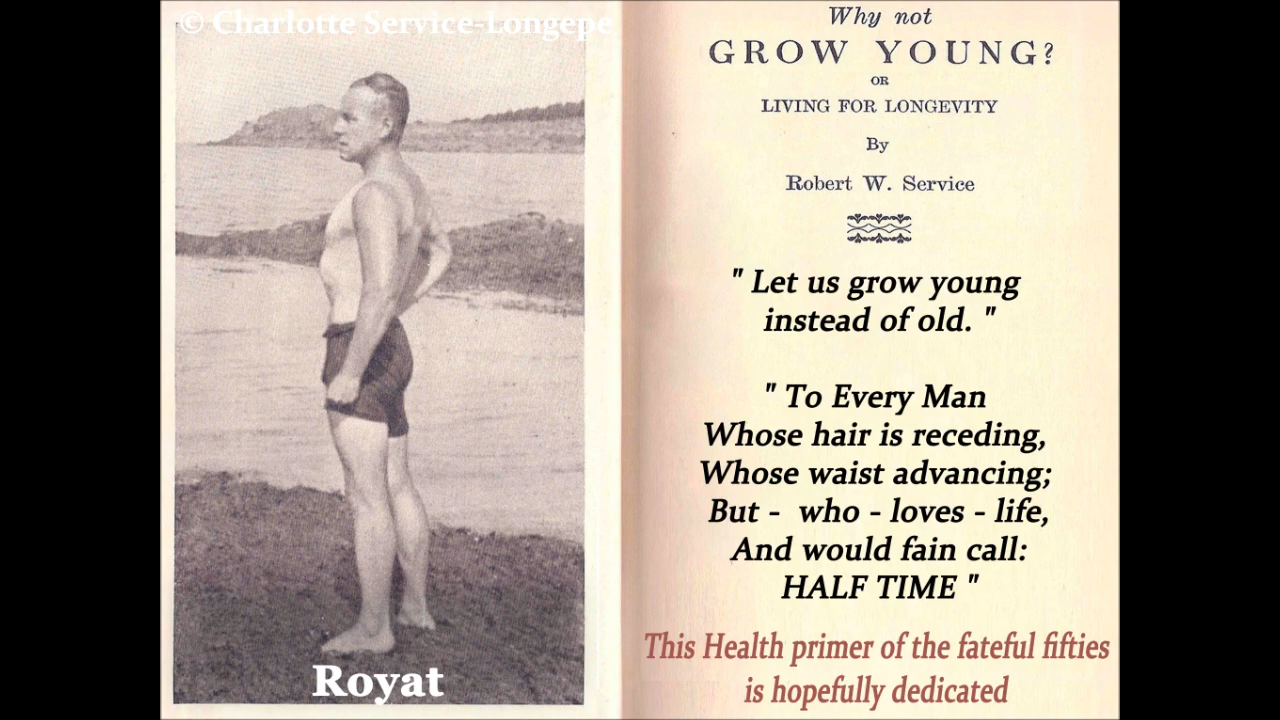 © Charlotte Service-Longepe
Royat
Why not
GROW YOUNG?
OR
LIVING FOR LONGEVITY
By
Robert W. Service
" Let us grow young
instead of old. "
" To Every Man
Whose hair is receding,
Whose waist advancing;
But - who - loves - life,
And would fain call:
HALF TIME "
This Health primer of the fateful fifties
is hopefully dedicated